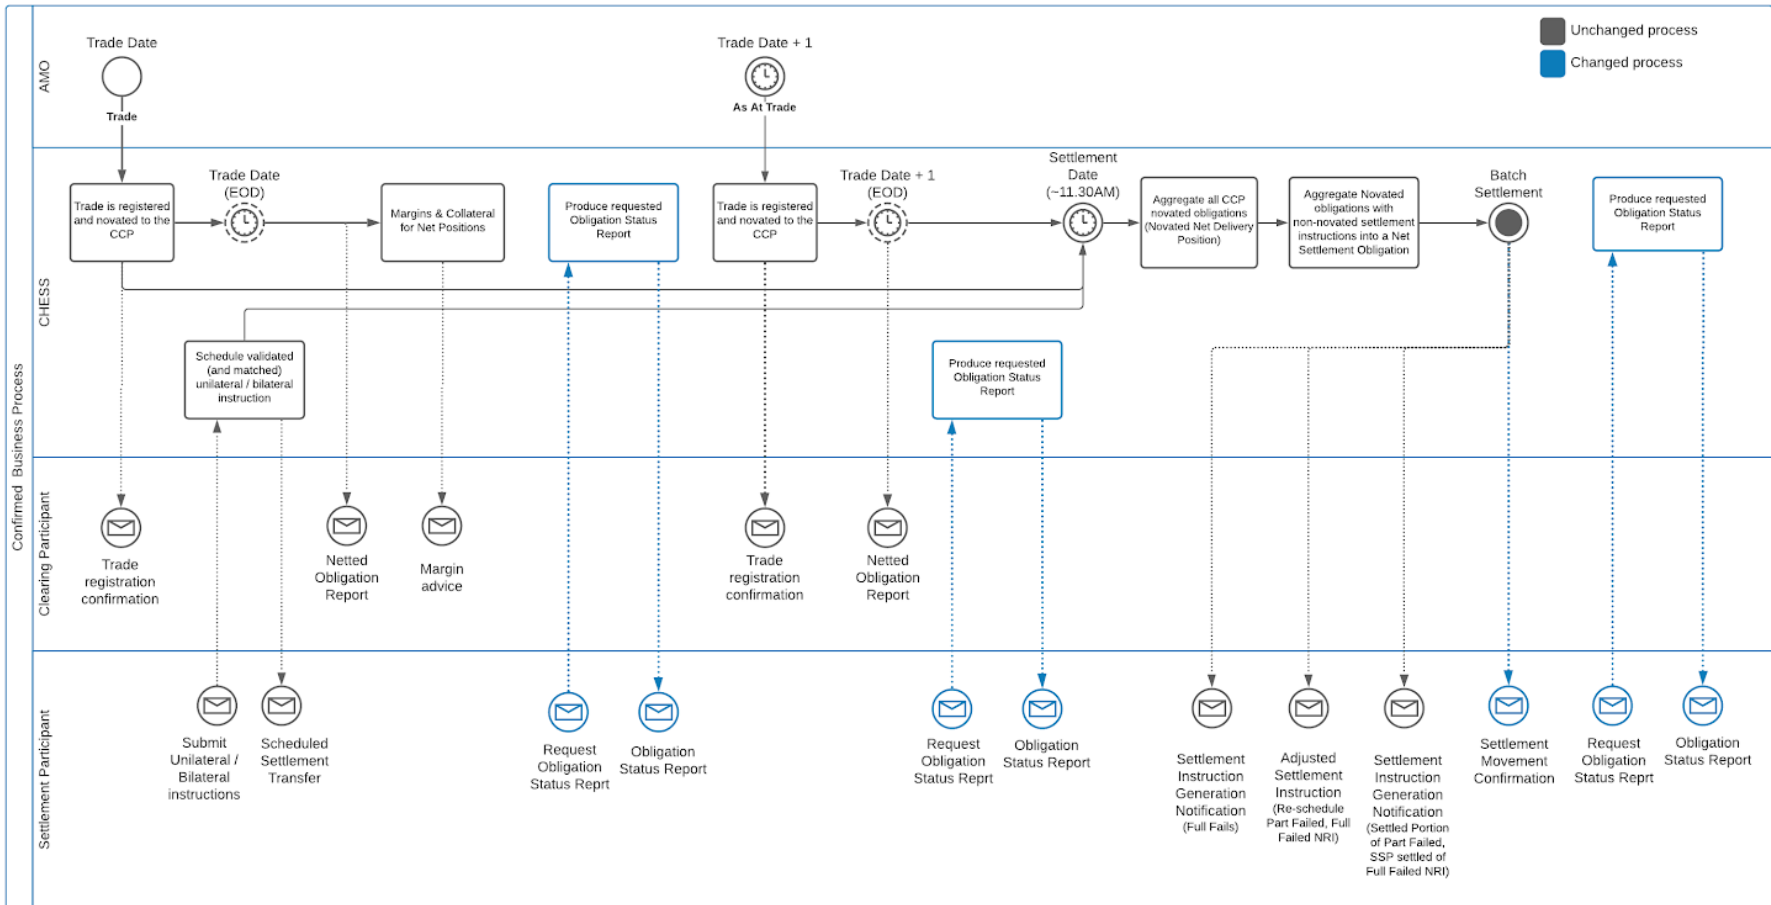 Confirmed  Business Process
AMO
Trade Date
Trade
Trade Date + 1
As At Trade
Unchanged process
Changed process
CHESS
Trade is registered
and novated to the
CCP
Trade Date
(EOD)
Margins & Collateral
for Net Positions
Produce requested
Obligation Status
Report
Trade is registered
and novated to the
CCP
Trade Date + 1
(EOD)
Settlement
Date
(~11.30AM)
Aggregate all CCP
novated obligations
(Novated Net Delivery
Position)
Aggregate Novated
obligations with
non-novated settlement
instructions into a Net
Settlement Obligation
Batch
Settlement
Produce requested
Obligation Status
Report
Schedule validated
(and matched)
unilateral / bilateral
instruction
Produce requested
Obligation Status
Report
Clearing Participant
Trade
registration
confirmation
Netted
Obligation
Report
Margin
advice
Trade
registration
confirmation
Netted
Obligation
Report
Settlement Participant
Submit
Unilateral /
Bilateral
instructions
Scheduled
Settlement
Transfer
Request
Obligation
Status Reprt
Obligation
Status Report
Request
Obligation
Status Reprt
Obligation
Status Report
Settlement
Instruction
Generation
Notification
(Full Fails)
Adjusted
Settlement
Instruction
(Re-schedule
Part Failed, Full
Failed NRI)
Settlement
Instruction
Generation
Notification
(Settled Portion
of Part Failed,
SSP settled of
Full Failed NRI)
Settlement
Movement
Confirmation
Request
Obligation
Status Reprt
Obligation
Status Report